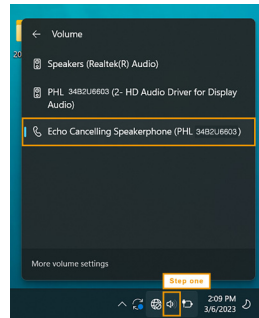 ← Volume
20
Speakers (Realtek(R) Audio)
PHL 34B2U6603 (2- HD Audio Driver for Display
Audio)
Echo Cancelling Speakerphone (PHL 34B2U6603)
More volume settings
Step one
2:09 PM
3/6/2023